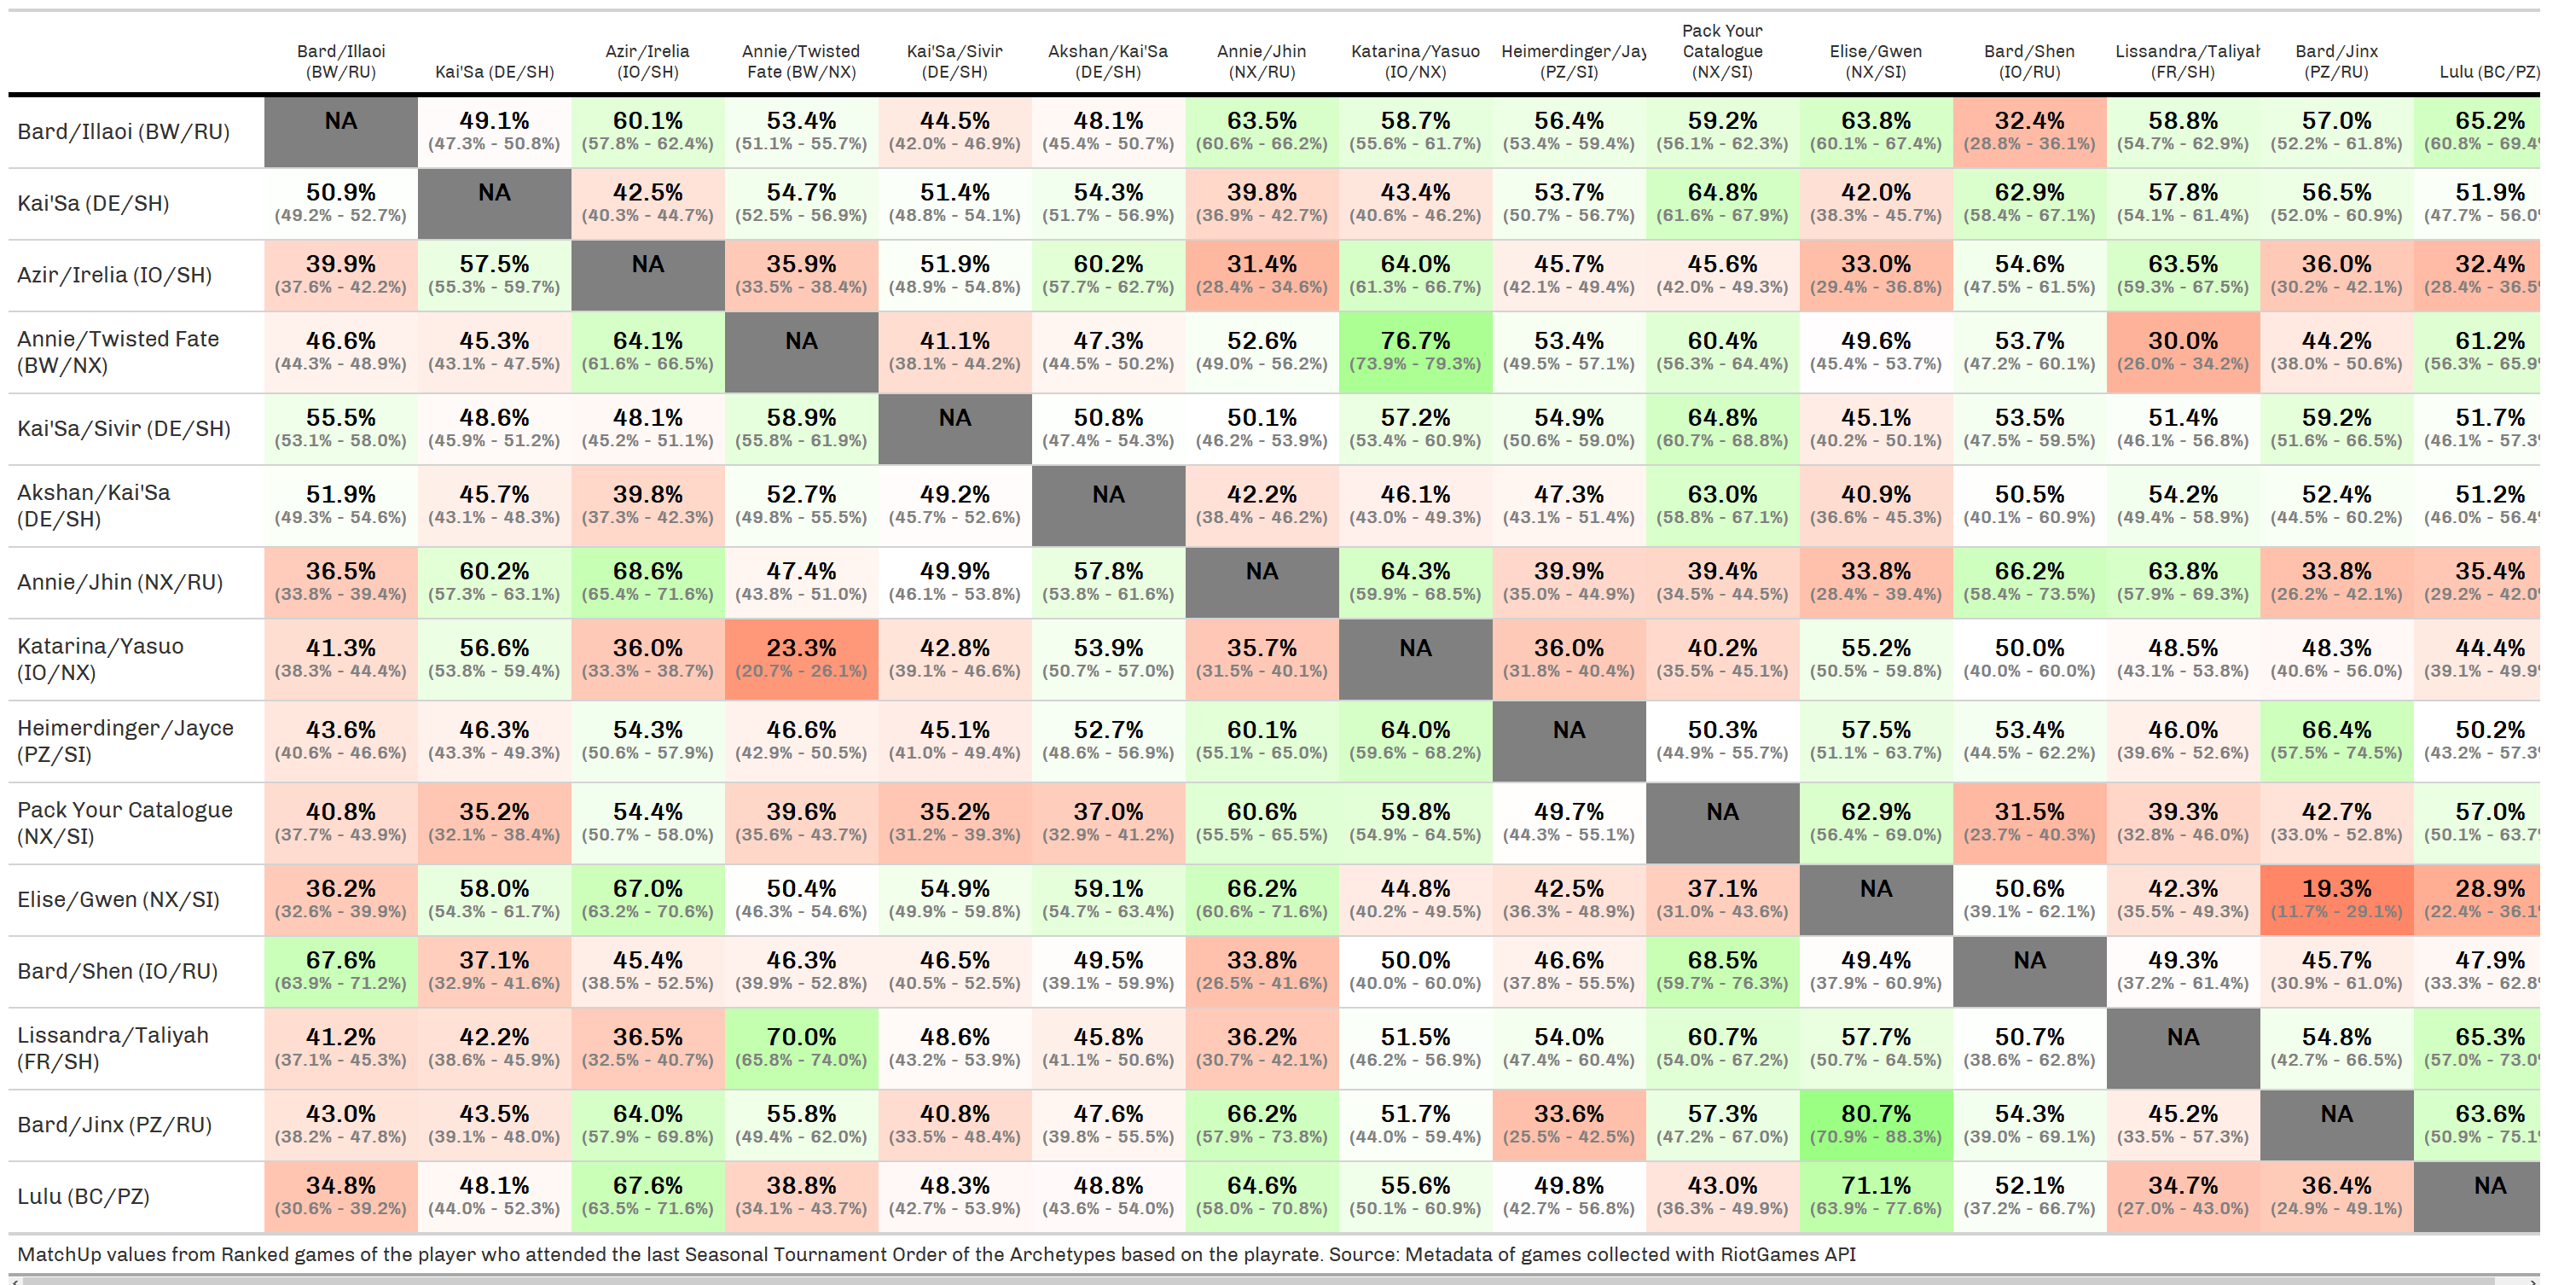 Bard/Illaoi (BW/RU) Kai'Sa (DE/SH) Azir/Irelia (IO/SH) Annie/Twisted Fate (BW/NX) Kai'Sa/Sivir (DE/SH) Akshan/Kai'Sa (DE/SH) Annie/Jhin (NX/RU) Katarina/Yasuo (IO/NX) Heimerdinger/Jay (PZ/SI) Pack Your Catalogue (NX/SI) Elise/Gwen (NX/SI) Bard/Shen (IO/RU) Lissandra/Taliyah (FR/SH) Bard/Jinx (PZ/RU) Lulu (BC/PZ)
Bard/Illaoi (BW/RU) NA 49.1% 60.1% 53.4% 44.5% 48.1% 63.5% 58.7% 56.4% 59.2% 63.8% 32.4% 58.8% 57.0% 65.2%
(47.3% - 50.8%) (57.8% - 62.4%) (51.1% - 55.7%) (42.0% - 46.9%) (45.4% - 50.7%) (60.6% - 66.2%) (55.6% - 61.7%) (53.4% - 59.4%) (56.1% - 62.3%) (60.1% - 67.4%) (28.8% - 36.1%) (54.7% - 62.9%) (52.2% - 61.8%) (60.8% - 69.4
Kai'Sa (DE/SH) 50.9% NA 42.5% 54.7% 51.4% 54.3% 39.8% 43.4% 53.7% 64.8% 42.0% 62.9% 57.8% 56.5% 51.9%
(49.2% - 52.7%) (40.3% - 44.7%) (52.5% - 56.9%) (48.8% - 54.1%) (51.7% - 56.9%) (36.9% - 42.7%) (40.6% - 46.2%) (50.7% - 56.7%) (61.6% - 67.9%) (38.3% - 45.7%) (58.4% - 67.1%) (54.1% - 61.4%) (52.0% - 60.9%) (47.7% - 56.0
Azir/Irelia (IO/SH) 39.9% 57.5% NA 35.9% 51.9% 60.2% 31.4% 64.0% 45.7% 45.6% 33.0% 54.6% 63.5% 36.0% 32.4%
(37.6% - 42.2%) (55.3% - 59.7%) (33.5% - 38.4%) (48.9% - 54.8%) (57.7% - 62.7%) (28.4% - 34.6%) (61.3% - 66.7%) (42.1% - 49.4%) (42.0% - 49.3%) (29.4% - 36.8%) (47.5% - 61.5%) (59.3% - 67.5%) (30.2% - 42.1%) (28.4% - 36.5
Annie/Twisted Fate (BW/NX) 46.6% 45.3% 64.1% NA 41.1% 47.3% 52.6% 76.7% 53.4% 60.4% 49.6% 53.7% 30.0% 44.2% 61.2%
(44.3% - 48.9%) (43.1% - 47.5%) (61.6% - 66.5%) (38.1% - 44.2%) (44.5% - 50.2%) (49.0% - 56.2%) (73.9% - 79.3%) (49.5% - 57.1%) (56.3% - 64.4%) (45.4% - 53.7%) (47.2% - 60.1%) (26.0% - 34.2%) (38.0% - 50.6%) (56.3% - 65.9
Kai'Sa/Sivir (DE/SH) 55.5% 48.6% 48.1% 58.9% NA 50.8% 50.1% 57.2% 54.9% 64.8% 45.1% 53.5% 51.4% 59.2% 51.7%
(53.1% - 58.0%) (45.9% - 51.2%) (45.2% - 51.1%) (55.8% - 61.9%) (47.4% - 54.3%) (46.2% - 53.9%) (53.4% - 60.9%) (50.6% - 59.0%) (60.7% - 68.8%) (40.2% - 50.1%) (47.5% - 59.5%) (46.1% - 56.8%) (51.6% - 66.5%) (46.1% - 57.3
Akshan/Kai'Sa (DE/SH) 51.9% 45.7% 39.8% 52.7% 49.2% NA 42.2% 46.1% 47.3% 63.0% 40.9% 50.5% 54.2% 52.4% 51.2%
(49.3% - 54.6%) (43.1% - 48.3%) (37.3% - 42.3%) (49.8% - 55.5%) (45.7% - 52.6%) (38.4% - 46.2%) (43.0% - 49.3%) (43.1% - 51.4%) (58.8% - 67.1%) (36.6% - 45.3%) (40.1% - 60.9%) (49.4% - 58.9%) (44.5% - 60.2%) (46.0% - 56.4
Annie/Jhin (NX/RU) 36.5% 60.2% 68.6% 47.4% 49.9% 57.8% NA 64.3% 39.9% 39.4% 33.8% 66.2% 63.8% 33.8% 35.4%
(33.8% - 39.4%) (57.3% - 63.1%) (65.4% - 71.6%) (43.8% - 51.0%) (46.1% - 53.8%) (53.8% - 61.6%) (59.9% - 68.5%) (35.0% - 44.9%) (34.5% - 44.5%) (28.4% - 39.4%) (58.4% - 73.5%) (57.9% - 69.3%) (26.2% - 42.1%) (29.2% - 42.0
Katarina/Yasuo (IO/NX) 41.3% 56.6% 36.0% 23.3% 42.8% 53.9% 35.7% NA 36.0% 40.2% 55.2% 50.0% 48.5% 48.3% 44.4%
(38.3% - 44.4%) (53.8% - 59.4%) (33.3% - 38.7%) (20.7% - 26.1%) (39.1% - 46.6%) (50.7% - 57.0%) (31.5% - 40.1%) (31.8% - 40.4%) (35.5% - 45.1%) (50.5% - 59.8%) (40.0% - 60.0%) (43.1% - 53.8%) (40.6% - 56.0%) (39.1% - 49.9
Heimerdinger/Jayce (PZ/SI) 43.6% 46.3% 54.3% 46.6% 45.1% 52.7% 60.1% 64.0% NA 50.3% 57.5% 53.4% 46.0% 66.4% 50.2%
(40.6% - 46.6%) (43.3% - 49.3%) (50.6% - 57.9%) (42.9% - 50.5%) (41.0% - 49.4%) (48.6% - 56.9%) (55.1% - 65.0%) (59.6% - 68.2%) (44.9% - 55.7%) (51.1% - 63.7%) (44.5% - 62.2%) (39.6% - 52.6%) (57.5% - 74.5%) (43.2% - 57.3
Pack Your Catalogue (NX/SI) 40.8% 35.2% 54.4% 39.6% 35.2% 37.0% 60.6% 59.8% 49.7% NA 62.9% 31.5% 39.3% 42.7% 57.0%
(37.7% - 43.9%) (32.1% - 38.4%) (50.7% - 58.0%) (35.6% - 43.7%) (31.2% - 39.3%) (32.9% - 41.2%) (55.5% - 65.5%) (54.9% - 64.5%) (44.3% - 55.1%) (56.4% - 69.0%) (23.7% - 40.3%) (32.8% - 46.0%) (33.0% - 52.8%) (50.1% - 63.7
Elise/Gwen (NX/SI) 36.2% 58.0% 67.0% 50.4% 54.9% 59.1% 66.2% 44.8% 42.5% 37.1% NA 50.6% 42.3% 19.3% 28.9%
(32.6% - 39.9%) (54.3% - 61.7%) (63.2% - 70.6%) (46.3% - 54.6%) (49.9% - 59.8%) (54.7% - 63.4%) (60.6% - 71.6%) (40.2% - 49.5%) (36.3% - 48.9%) (31.0% - 43.6%) (39.1% - 62.1%) (35.5% - 49.3%) (11.7% - 29.1%) (22.4% - 36.1
Bard/Shen (IO/RU) 67.6% 37.1% 45.4% 46.3% 46.5% 49.5% 33.8% 50.0% 46.6% 68.5% 49.4% NA 49.3% 45.7% 47.9%
(63.9% - 71.2%) (32.9% - 41.6%) (38.5% - 52.5%) (39.9% - 52.8%) (40.5% - 52.5%) (39.1% - 59.9%) (26.5% - 41.6%) (40.0% - 60.0%) (37.8% - 55.5%) (59.7% - 76.3%) (37.9% - 60.9%) (37.2% - 61.4%) (30.9% - 61.0%) (33.3% - 62.8
Lissandra/Taliyah (FR/SH) 41.2% 42.2% 36.5% 70.0% 48.6% 45.8% 36.2% 51.5% 54.0% 60.7% 57.7% 50.7% NA 54.8% 65.3%
(37.1% - 45.3%) (38.6% - 45.9%) (32.5% - 40.7%) (65.8% - 74.0%) (43.2% - 53.9%) (41.1% - 50.6%) (30.7% - 42.1%) (46.2% - 56.9%) (47.4% - 60.4%) (54.0% - 67.2%) (50.7% - 64.5%) (38.6% - 62.8%) (42.7% - 66.5%) (57.0% - 73.0
Bard/Jinx (PZ/RU) 43.0% 43.5% 64.0% 55.8% 40.8% 47.6% 66.2% 51.7% 33.6% 57.3% 80.7% 54.3% 45.2% NA 63.6%
(38.2% - 47.8%) (39.1% - 48.0%) (57.9% - 69.8%) (49.4% - 62.0%) (33.5% - 48.4%) (39.8% - 55.5%) (57.9% - 73.8%) (44.0% - 59.4%) (25.5% - 42.5%) (47.2% - 67.0%) (70.9% - 88.3%) (39.0% - 69.1%) (33.5% - 57.3%) (50.9% - 75.1
Lulu (BC/PZ) 34.8% 48.1% 67.6% 38.8% 48.3% 48.8% 64.6% 55.6% 49.8% 43.0% 71.1% 52.1% 34.7% 36.4% NA
(30.6% - 39.2%) (44.0% - 52.3%) (63.5% - 71.6%) (34.1% - 43.7%) (42.7% - 53.9%) (43.6% - 54.0%) (58.0% - 70.8%) (50.1% - 60.9%) (42.7% - 56.8%) (36.3% - 49.9%) (63.9% - 77.6%) (37.2% - 66.7%) (27.0% - 43.0%) (24.9% - 49.1%)
MatchUp values from Ranked games of the player who attended the last Seasonal Tournament Order of the Archetypes based on the playrate. Source: Metadata of games collected with RiotGames API